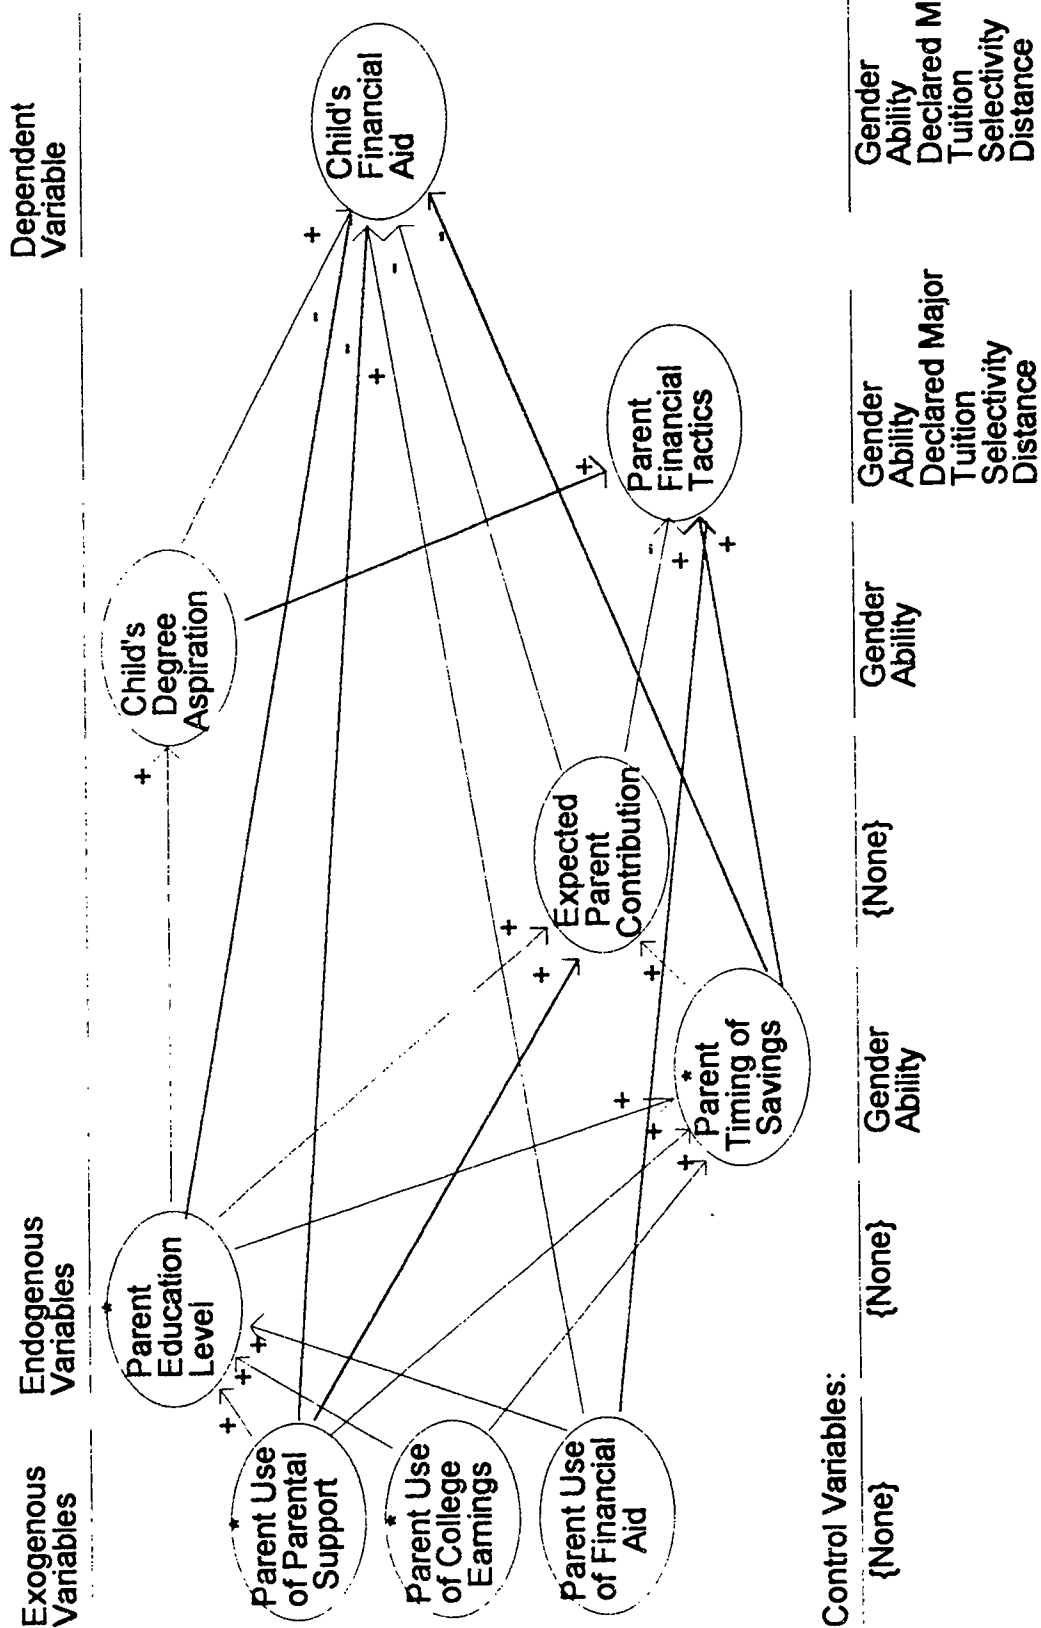 Exogenous
Variables
Endogenous
Variables
Dependent
Variable
*
Parent Use
of Parental
Support
*
Parent Use
of College
Earnings
Parent Use
of Financial
Aid
*
Parent
Education
Level
*
Parent
Timing of
Savings
Expected
Parent
Contribution
Child's
Degree
Aspiration
Parent
Financial
Tactics
Child's
Financial
Aid
+
+
+
+
+
+
+
+
+
+
-
+
+
+
+
-
-
+
-
-
Control Variables:
{None}
{None}
Gender
Ability
{None}
Gender
Ability
Gender
Ability
Declared Major
Tuition
Selectivity
Distance
Gender
Ability
Declared M
Tuition
Selectivity
Distance